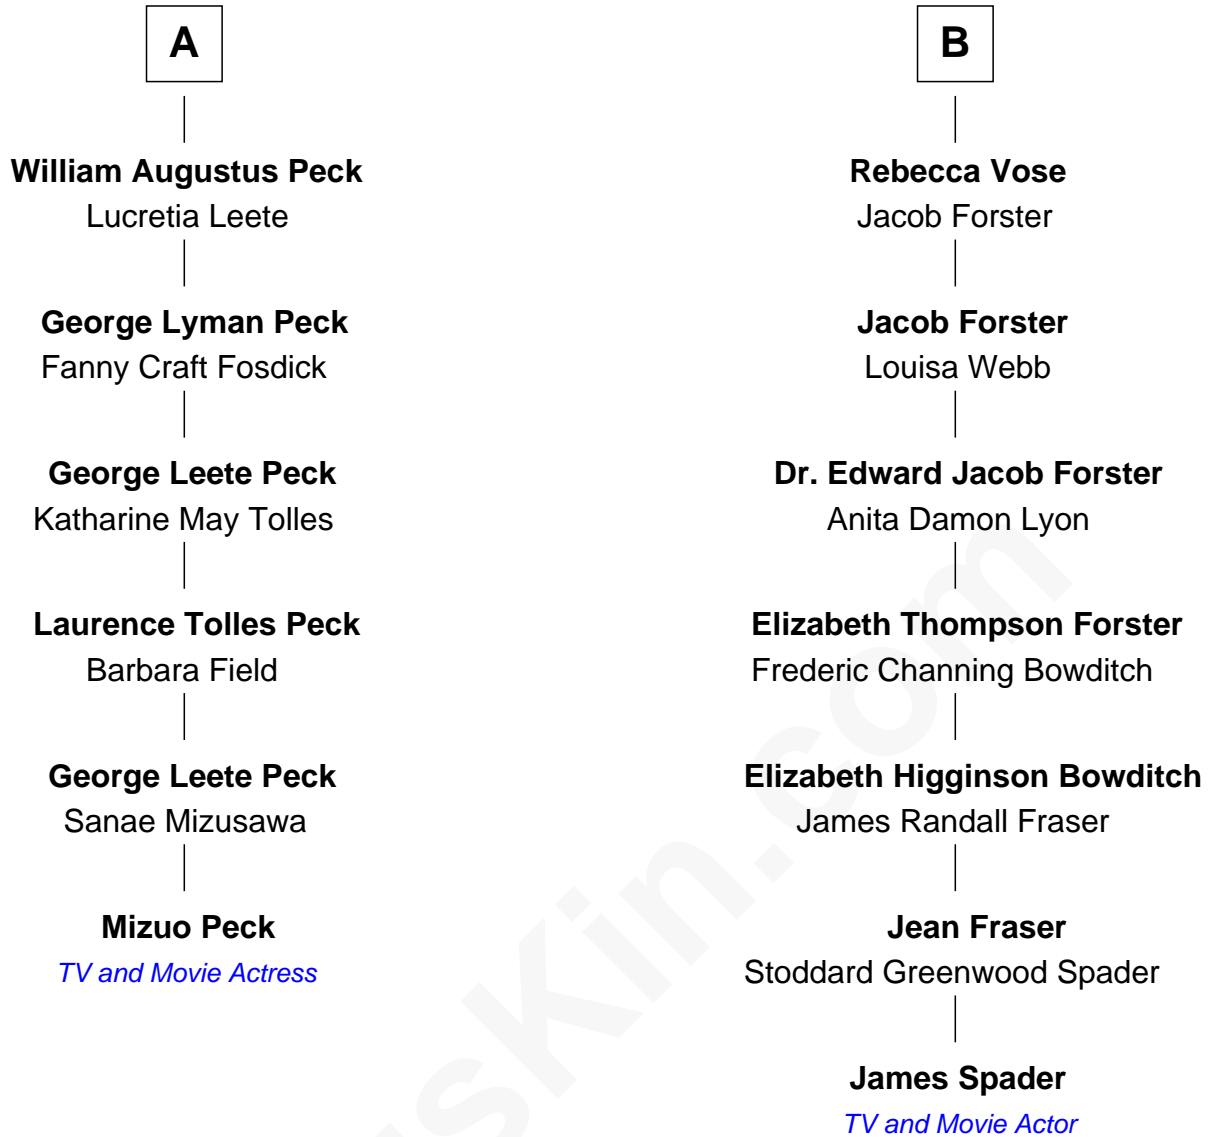 A
William Augustus Peck
Lucretia Leete
George Lyman Peck
Fanny Craft Fosdick
George Leete Peck
Katharine May Tolles
Laurence Tolles Peck
Barbara Field
George Leete Peck
Sanae Mizusawa
Mizuo Peck
TV and Movie Actress
B
Rebecca Vose
Jacob Forster
Jacob Forster
Louisa Webb
Dr. Edward Jacob Forster
Anita Damon Lyon
Elizabeth Thompson Forster
Frederic Channing Bowditch
Elizabeth Higginson Bowditch
James Randall Fraser
Jean Fraser
Stoddard Greenwood Spader
James Spader
TV and Movie Actor
usKin.com